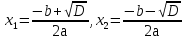 x₁=(-b+√D)/2a, x₂=(-b-√D)/2a